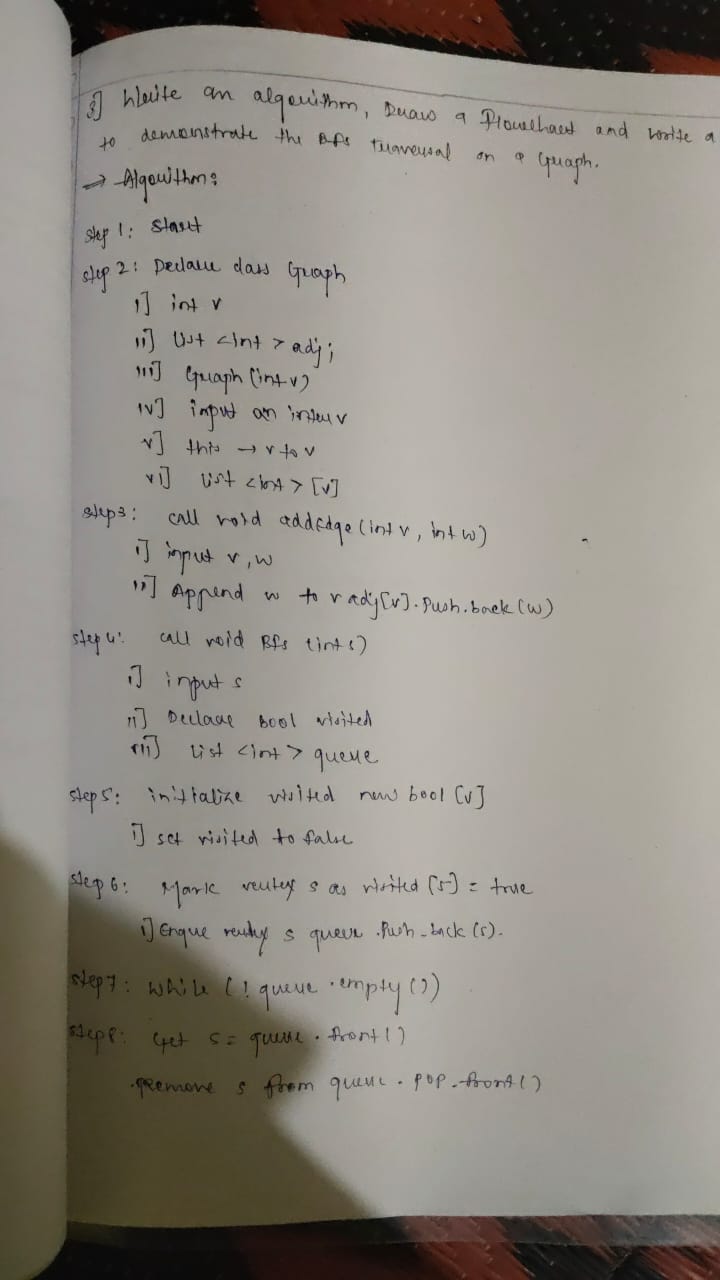 3] Write an algorithm, Draw a Flowchart and write a
to demonstrate the BFS traversal on a Graph.
→ Algorithm:
Step 1: Start
Step 2: Declare class Graph
i] int v
ii] List <int> adj;
iii] Graph (int v)
iv] input an v
v] this → v to v
vi] List <int> [v]
step3: call void addedge (int v, int w)
i] input v, w
ii] Append w to v adj[v]. Push.back (w)
step 4: call void Bfs (int s)
i] input s
ii] Declare bool visited
iii] List <int> queue
step 5: initialize visited new bool [v]
i] set visited to false
step 6: Mark vertex s as visited [s] = true
i] Enque s queue .Push_back (s).
step 7: while (! queue .empty ())
step 8: Get s = queue . front ()
.Remove s from queue . pop_front ()